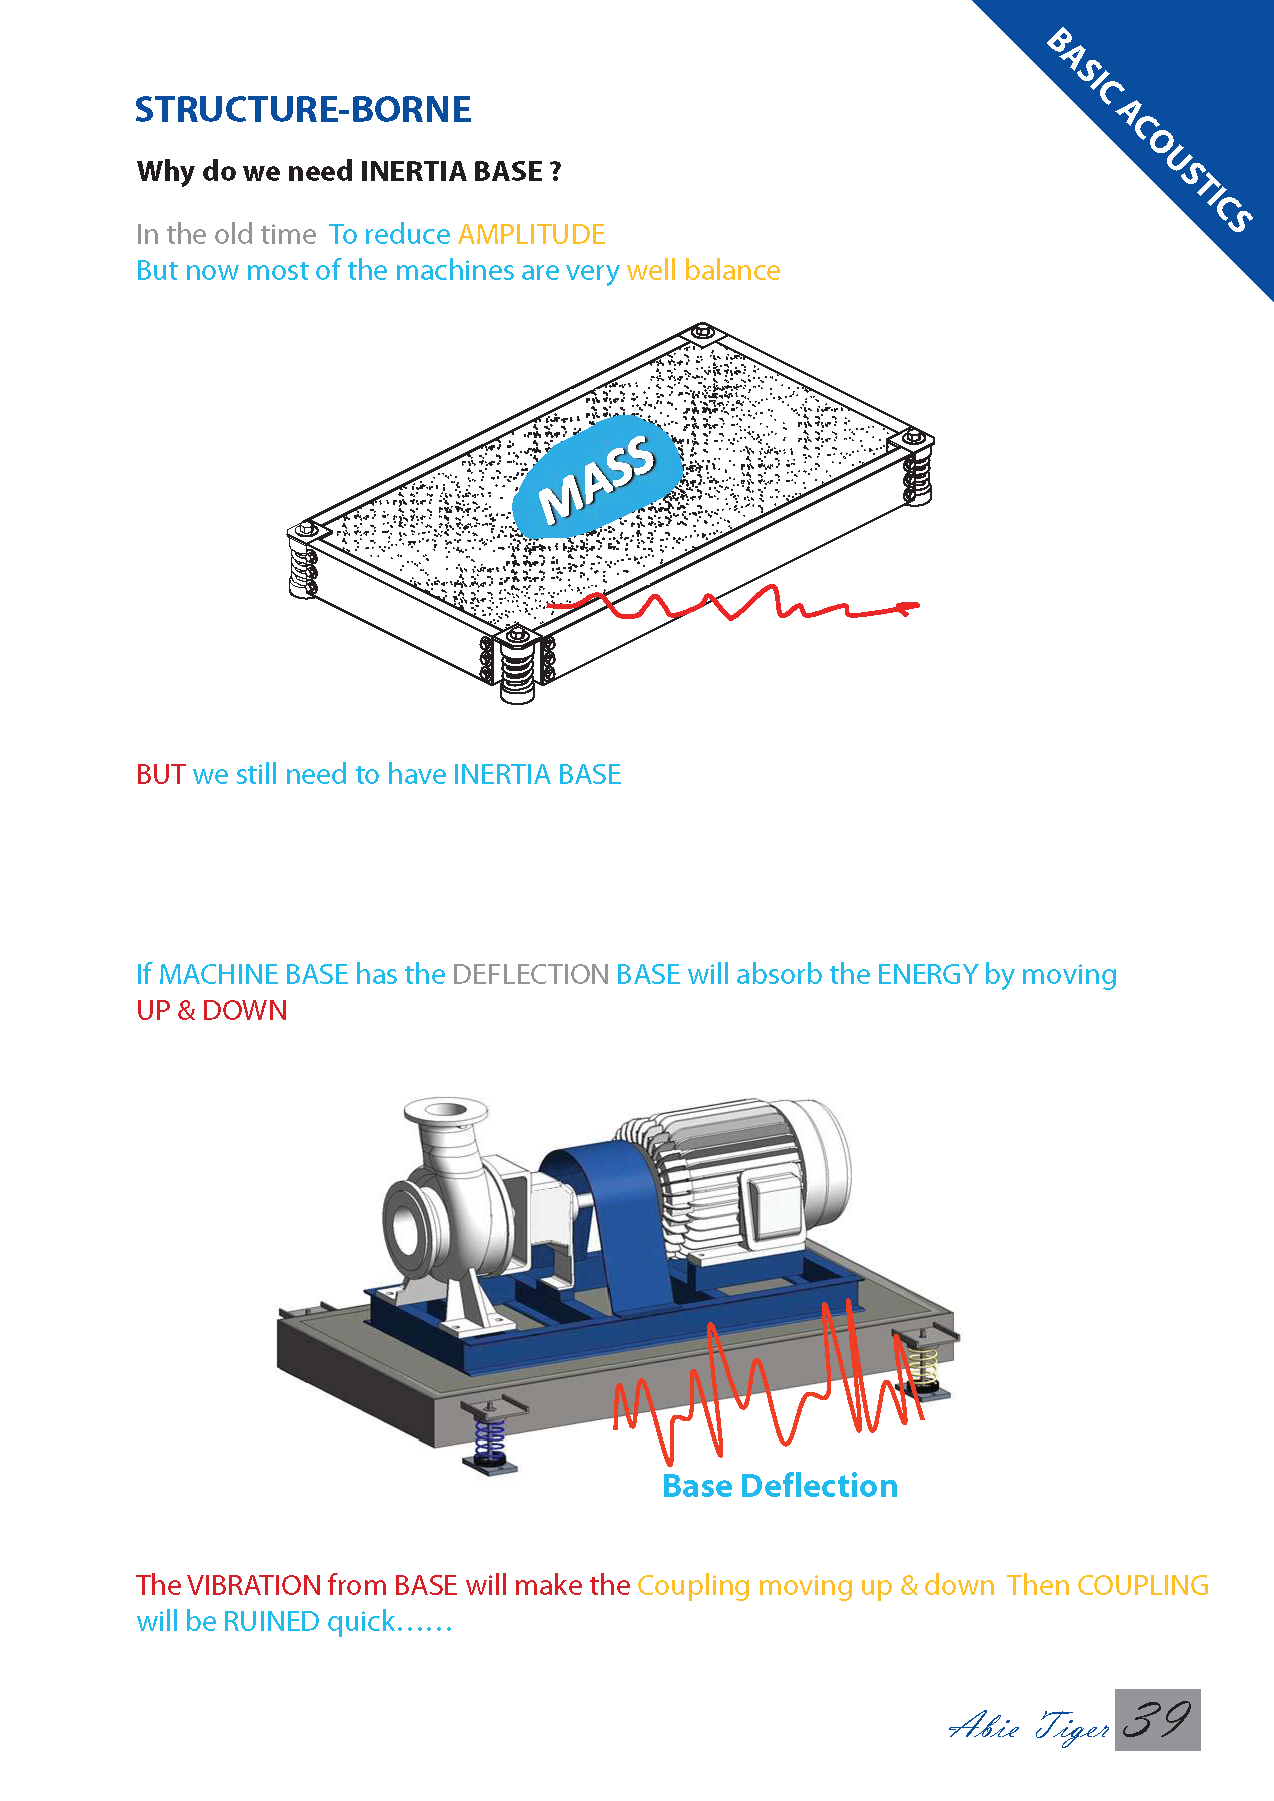 BASIC ACOUSTICS
STRUCTURE-BORNE
Why do we need INERTIA BASE ?
In the old time To reduce AMPLITUDE
But now most of the machines are very well balance
MASS
BUT we still need to have INERTIA BASE
If MACHINE BASE has the DEFLECTION BASE will absorb the ENERGY by moving
UP & DOWN
Base Deflection
The VIBRATION from BASE will make the Coupling moving up & down Then COUPLING
will be RUINED quick......
Abie Tiger 39